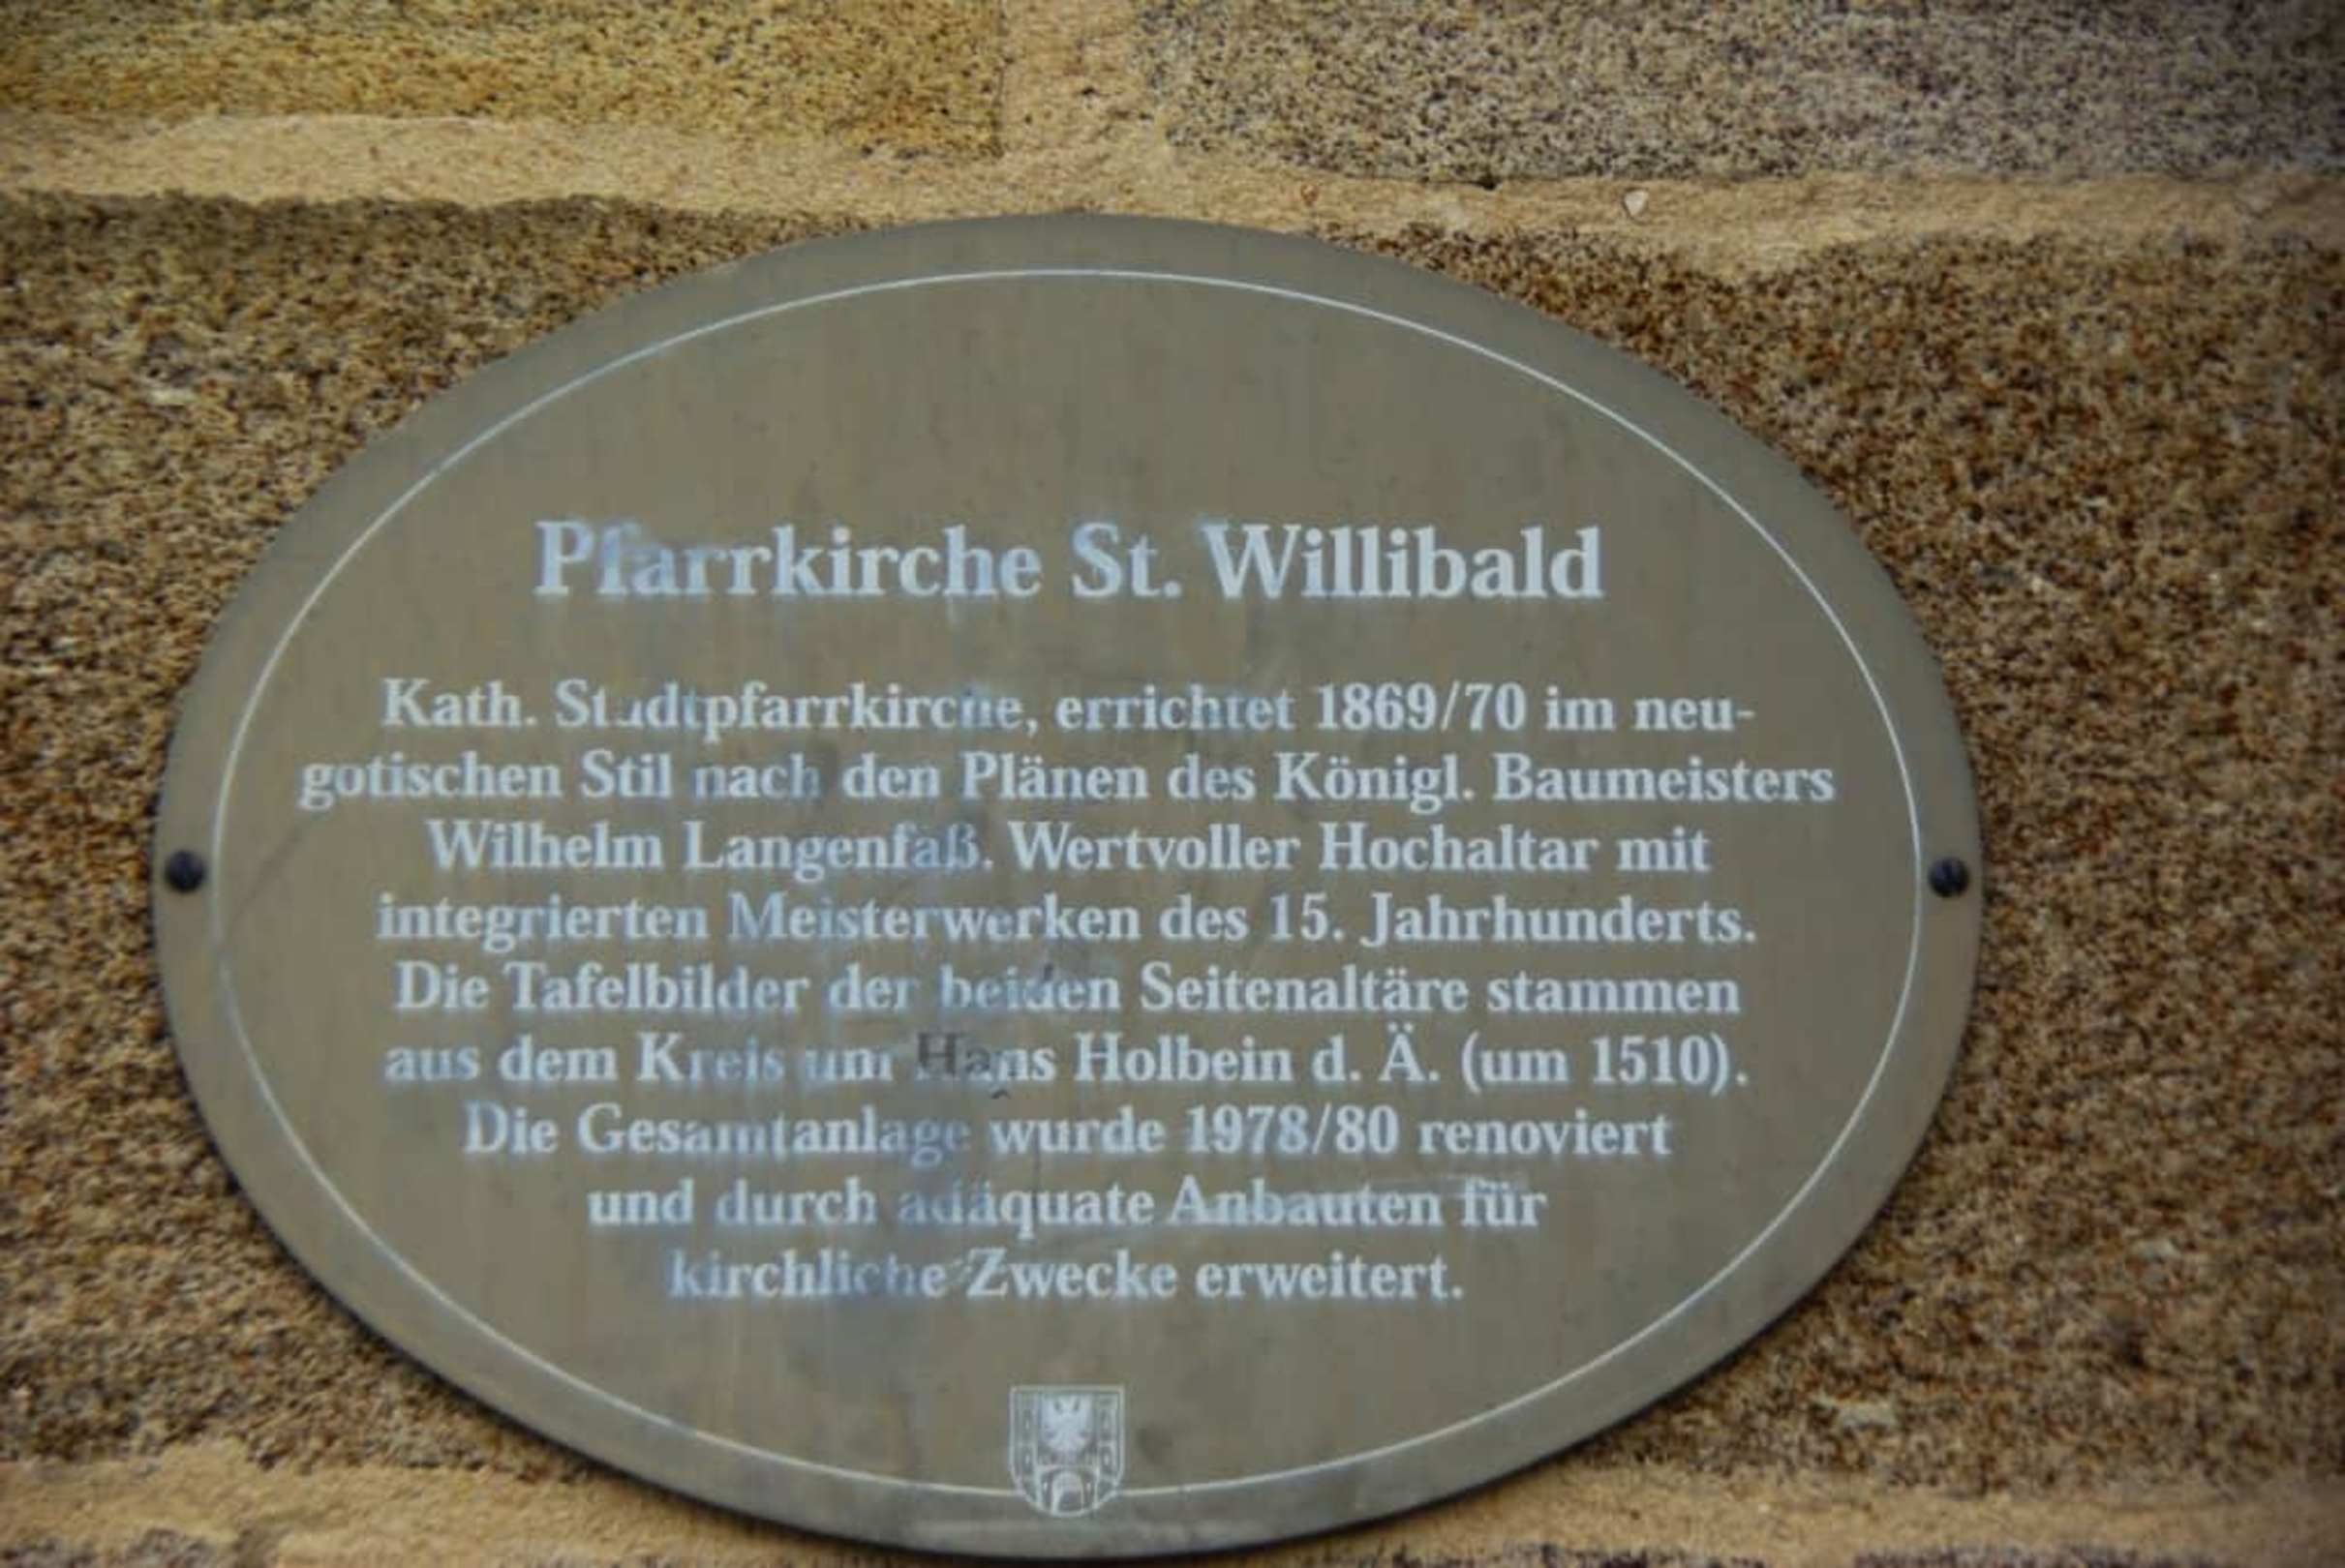 Pfarrkirche St. Willibald
Kath. Stadtpfarrkirche, errichtet 1869/70 im neu-
gotischen Stil nach den Plänen des Königl. Baumeisters
Wilhelm Langenfaß. Wertvoller Hochaltar mit
integrierten Meisterwerken des 15. Jahrhunderts.
Die Tafelbilder der beiden Seitenaltäre stammen
aus dem Kreis um Hans Holbein d. Ä. (um 1510).
Die Gesamtanlage wurde 1978/80 renoviert
und durch adäquate Anbauten für
kirchliche Zwecke erweitert.